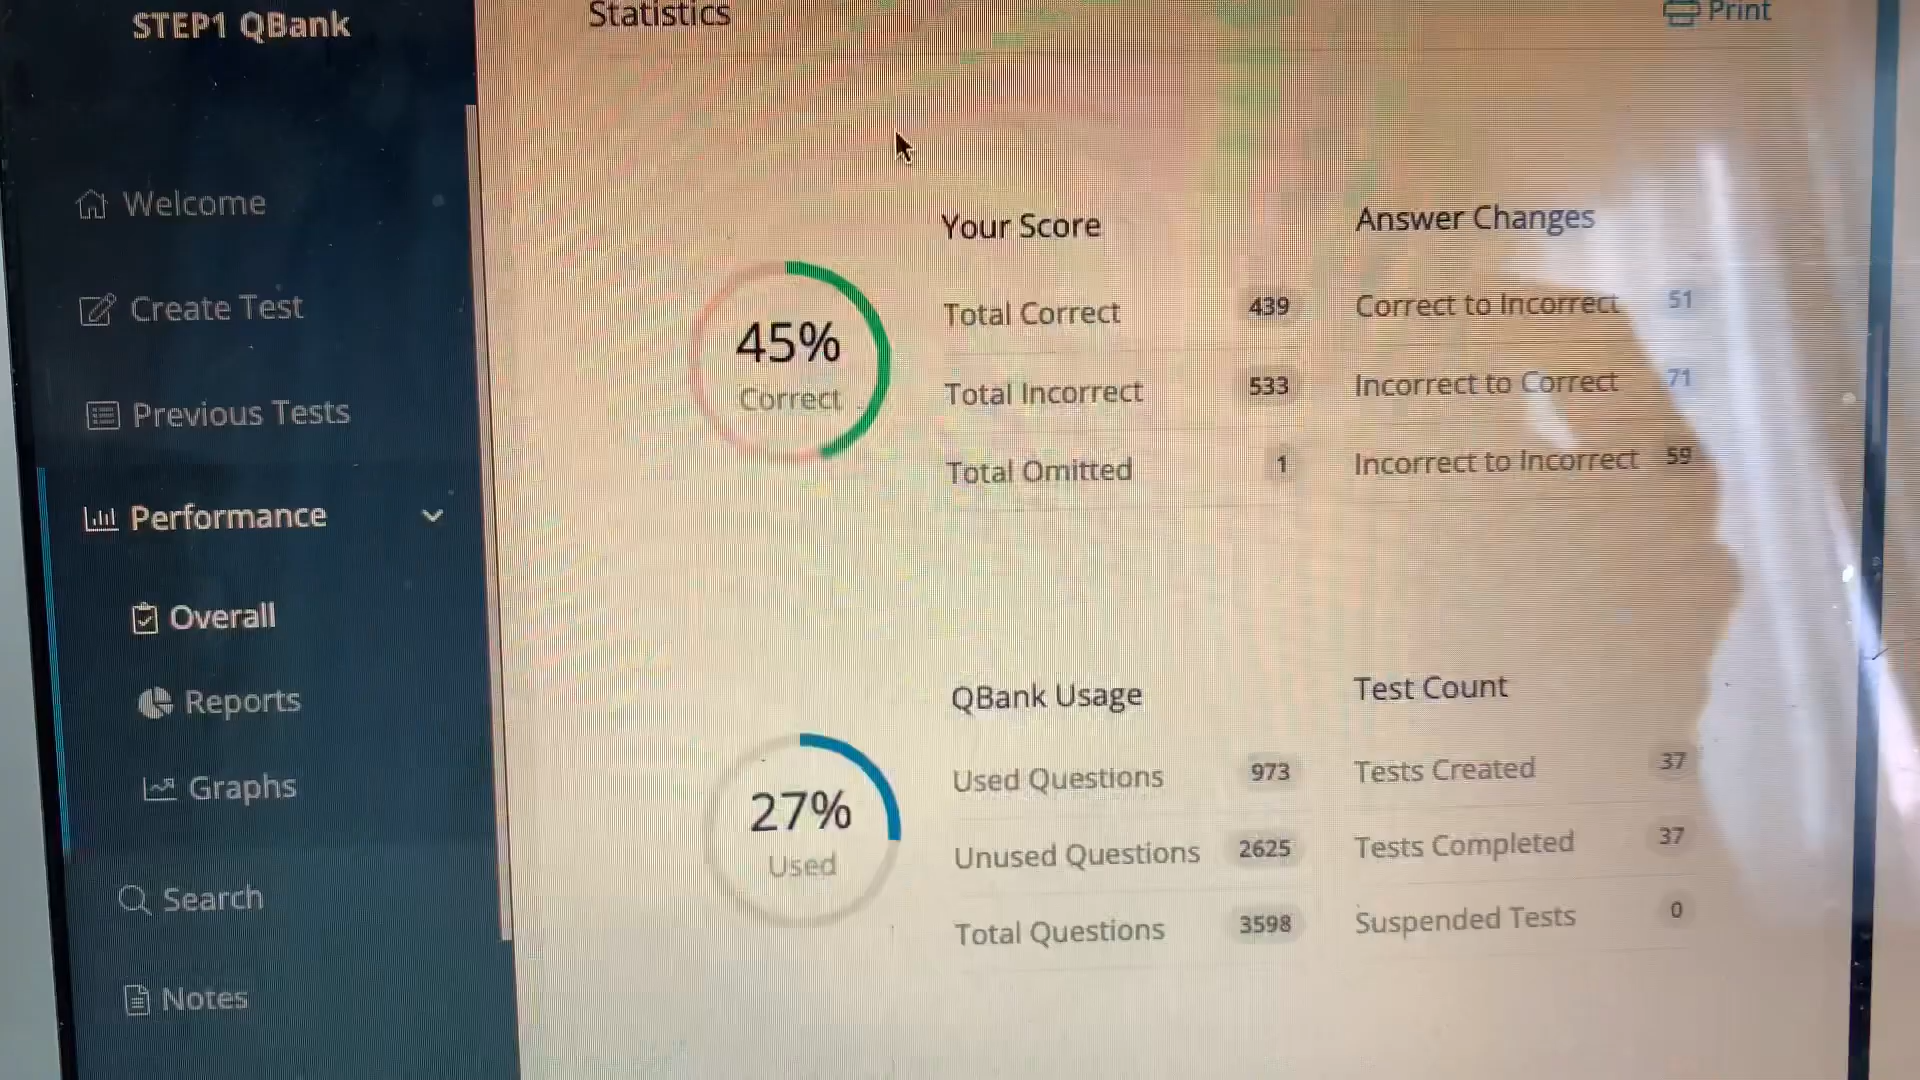 STEP1 QBank
Welcome
Create Test
Previous Tests
Performance
Overall
Reports
Graphs
Search
Notes
Statistics
Print
45%
Correct
Your Score
Total Correct 439
Total Incorrect 533
Total Omitted 1
Answer Changes
Correct to Incorrect 51
Incorrect to Correct 71
Incorrect to Incorrect 59
27%
Used
QBank Usage
Used Questions 973
Unused Questions 2625
Total Questions 3598
Test Count
Tests Created 37
Tests Completed 37
Suspended Tests 0